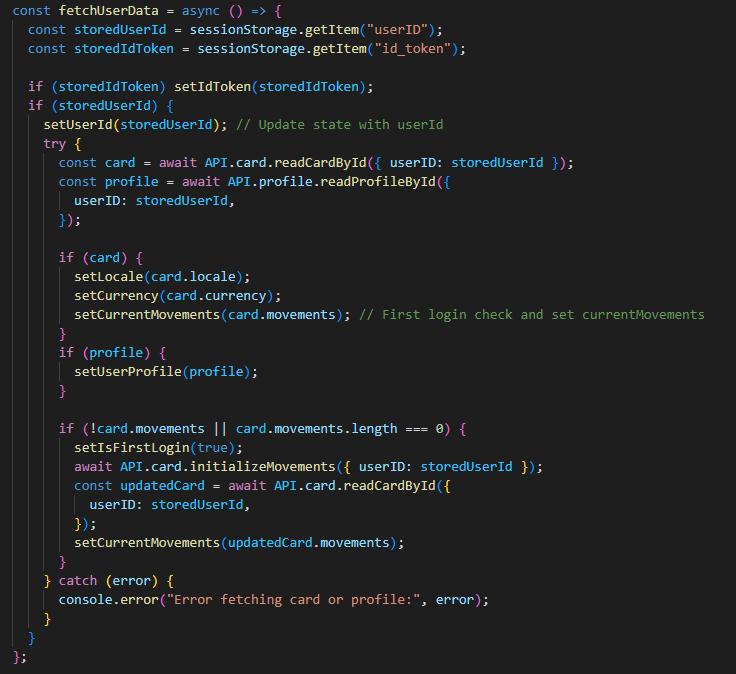 const fetchUserData = async () => {
  const storedUserId = sessionStorage.getItem("userID");
  const storedIdToken = sessionStorage.getItem("id_token");

  if (storedIdToken) setIdToken(storedIdToken);
  if (storedUserId) {
    setUserId(storedUserId); // Update state with userId
    try {
      const card = await API.card.readCardById({ userID: storedUserId });
      const profile = await API.profile.readProfileById({
        userID: storedUserId,
      });

      if (card) {
        setLocale(card.locale);
        setCurrency(card.currency);
        setCurrentMovements(card.movements); // First login check and set currentMovements
      }
      if (profile) {
        setUserProfile(profile);
      }

      if (!card.movements || card.movements.length === 0) {
        setIsFirstLogin(true);
        await API.card.initializeMovements({ userID: storedUserId });
        const updatedCard = await API.card.readCardById({
          userID: storedUserId,
        });
        setCurrentMovements(updatedCard.movements);
      }
    } catch (error) {
      console.error("Error fetching card or profile:", error);
    }
  }
};